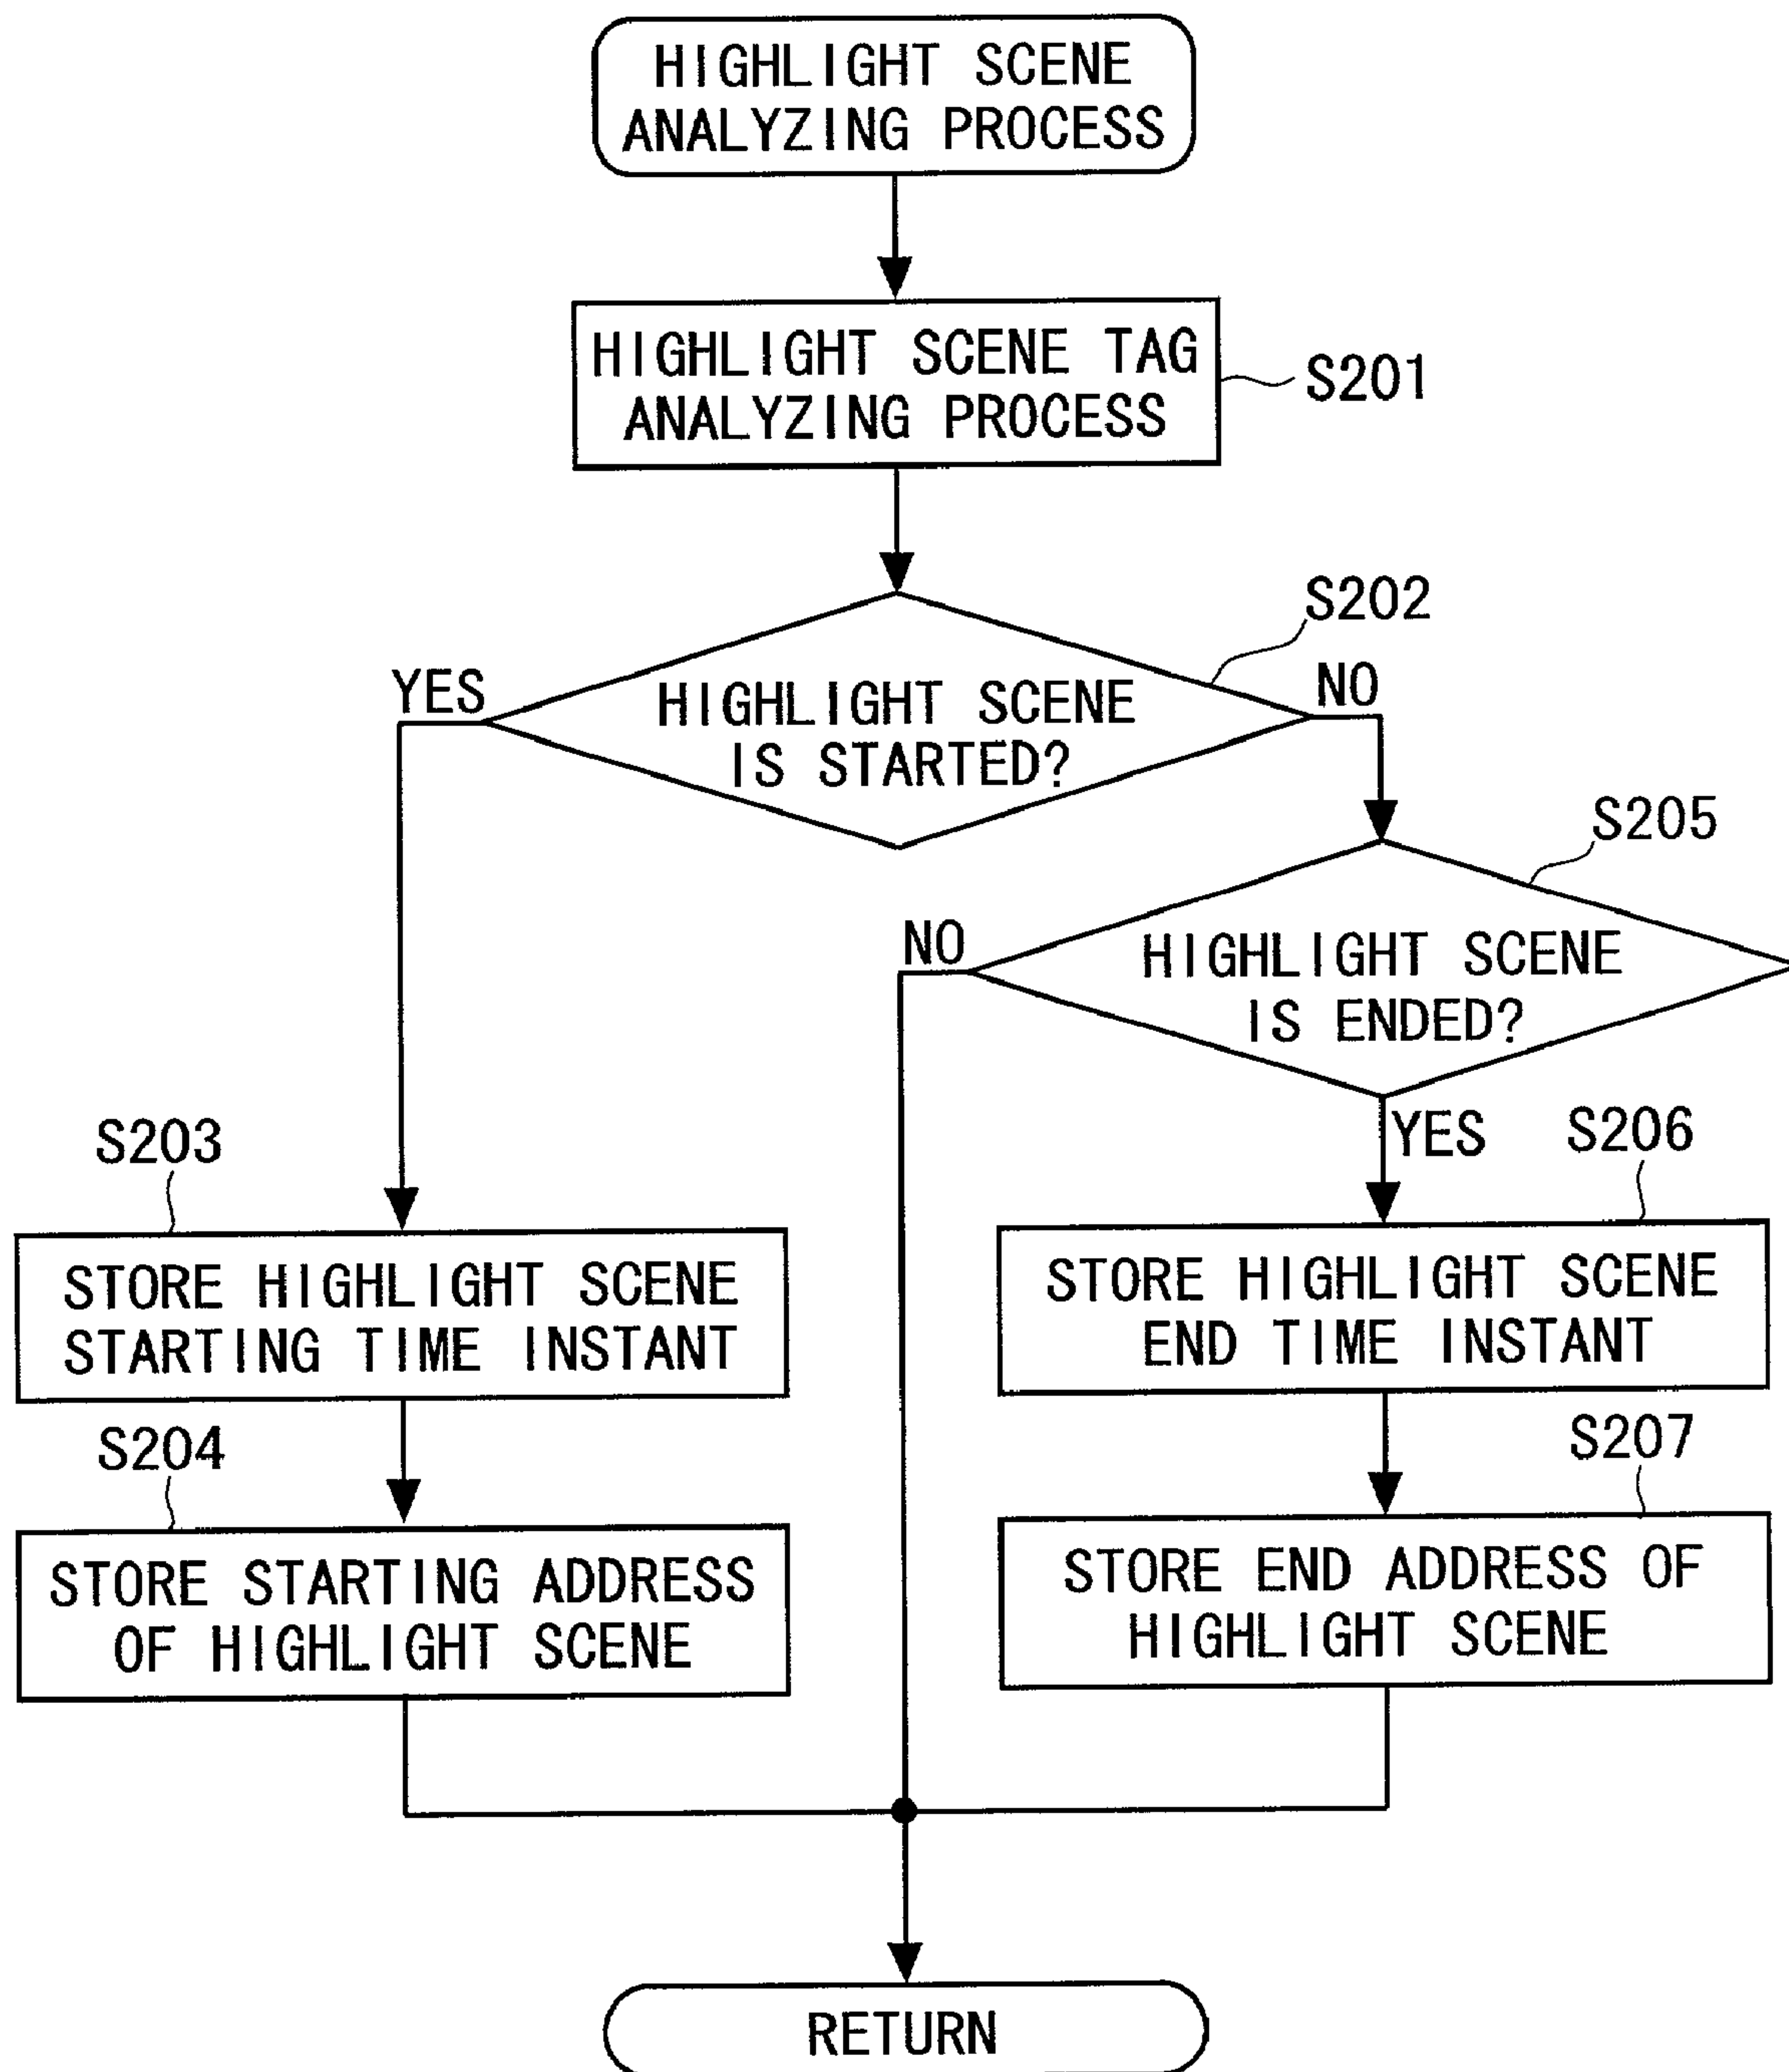 HIGHLIGHT SCENE
ANALYZING PROCESS
HIGHLIGHT SCENE TAG
ANALYZING PROCESS
S201
S202
YES
HIGHLIGHT SCENE
IS STARTED?
NO
S205
NO
HIGHLIGHT SCENE
IS ENDED?
YES
S203
STORE HIGHLIGHT SCENE
STARTING TIME INSTANT
S206
STORE HIGHLIGHT SCENE
END TIME INSTANT
S204
STORE STARTING ADDRESS
OF HIGHLIGHT SCENE
S207
STORE END ADDRESS OF
HIGHLIGHT SCENE
RETURN